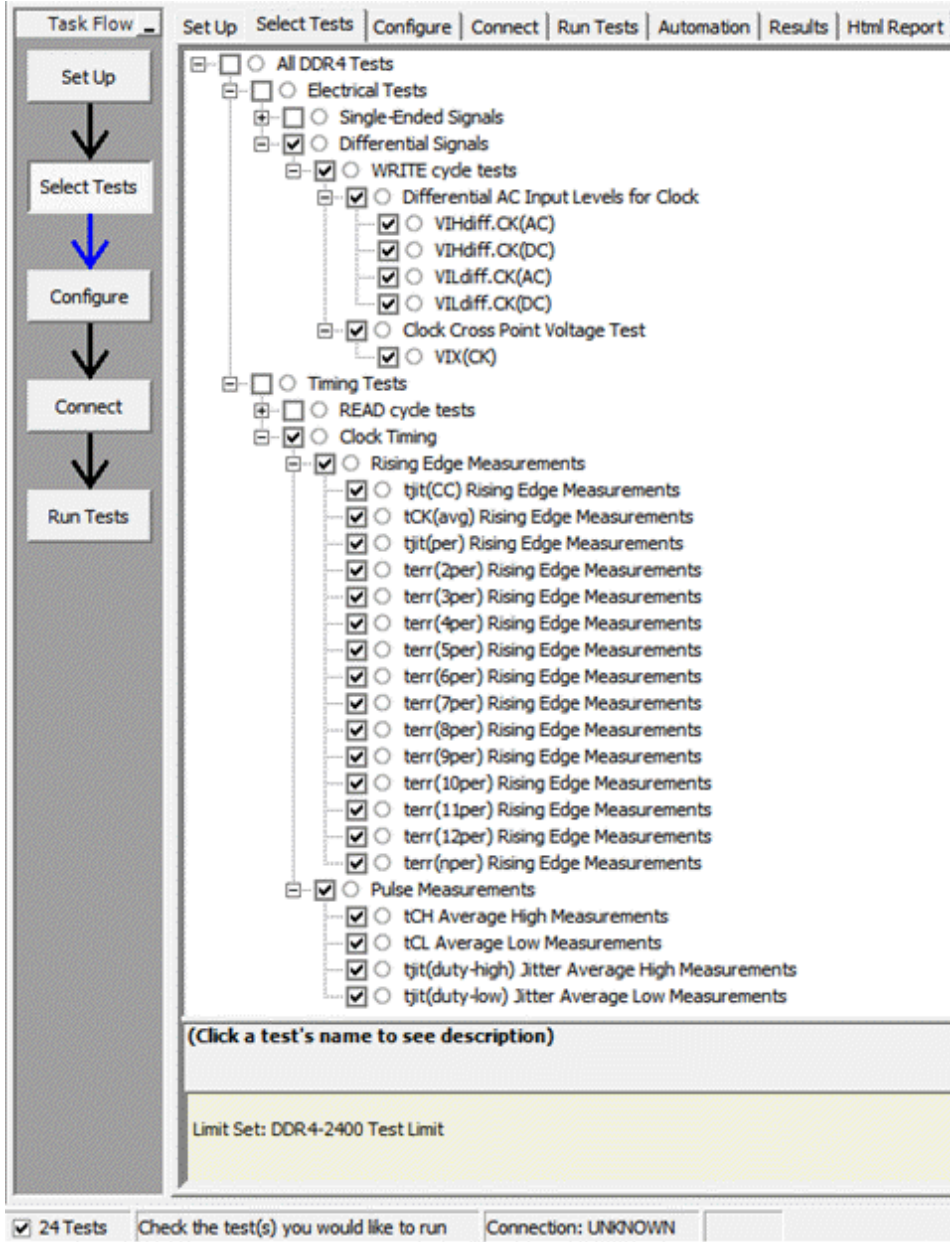 Task Flow
Set Up
Select Tests
Configure
Connect
Run Tests
Set Up Select Tests Configure Connect Run Tests Automation Results Html Report
All DDR4 Tests
Electrical Tests
Single-Ended Signals
Differential Signals
WRITE cycle tests
Differential AC Input Levels for Clock
VIHdiff.CK(AC)
VIHdiff.CK(DC)
VILdiff.CK(AC)
VILdiff.CK(DC)
Clock Cross Point Voltage Test
VIX(CK)
Timing Tests
READ cycle tests
Clock Timing
Rising Edge Measurements
tjit(CC) Rising Edge Measurements
tCK(avg) Rising Edge Measurements
tjit(per) Rising Edge Measurements
terr(2per) Rising Edge Measurements
terr(3per) Rising Edge Measurements
terr(4per) Rising Edge Measurements
terr(5per) Rising Edge Measurements
terr(6per) Rising Edge Measurements
terr(7per) Rising Edge Measurements
terr(8per) Rising Edge Measurements
terr(9per) Rising Edge Measurements
terr(10per) Rising Edge Measurements
terr(11per) Rising Edge Measurements
terr(12per) Rising Edge Measurements
terr(nper) Rising Edge Measurements
Pulse Measurements
tCH Average High Measurements
tCL Average Low Measurements
tjit(duty-high) Jitter Average High Measurements
tjit(duty-low) Jitter Average Low Measurements
(Click a test's name to see description)
Limit Set: DDR4-2400 Test Limit
24 Tests Check the test(s) you would like to run Connection: UNKNOWN